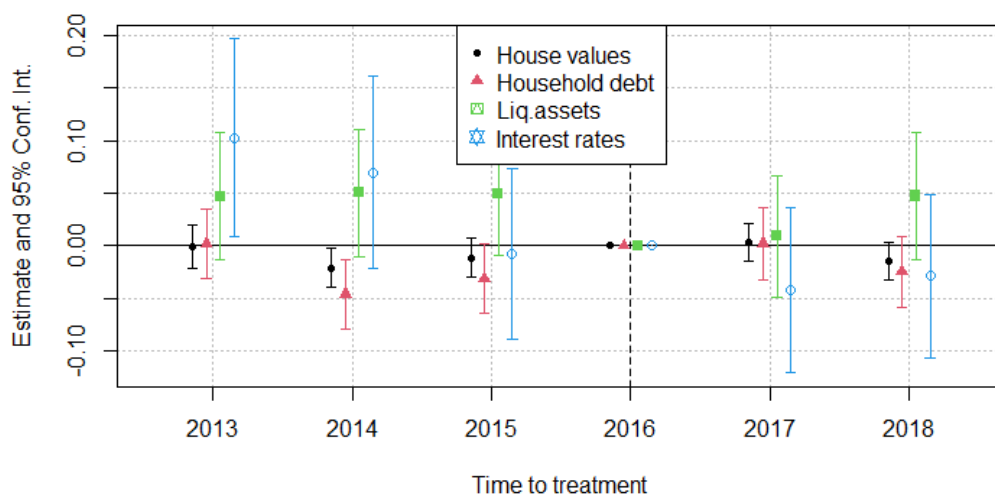 0.20
0.10
0.00
-0.10
Estimate and 95% Conf. Int.
House values
Household debt
Liq.assets
Interest rates
2013 2014 2015 2016 2017 2018
Time to treatment